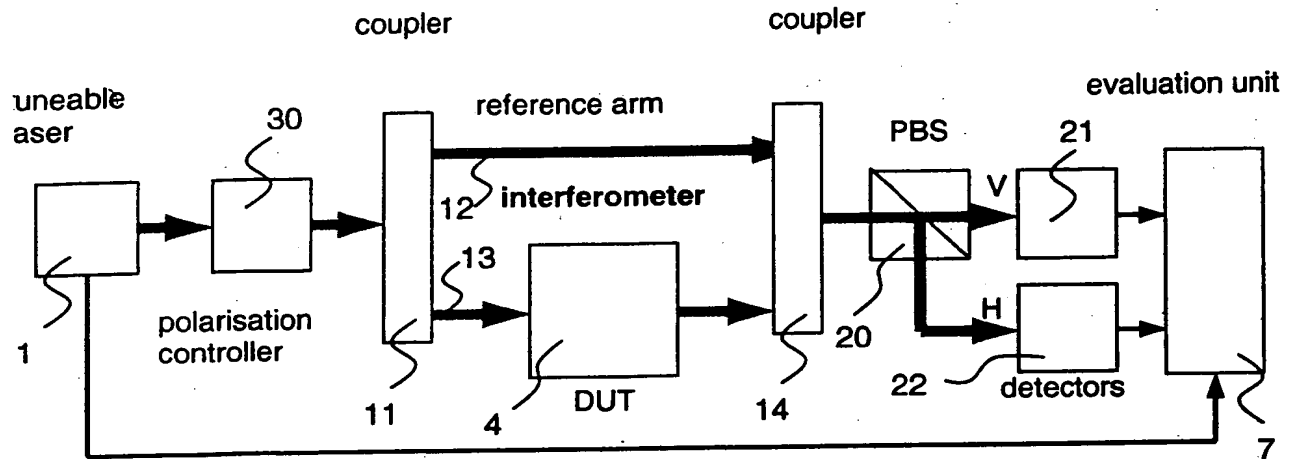 coupler
coupler
uneable
aser
30
reference arm
PBS
evaluation unit
21
12
interferometer
V
13
H
1
polarisation
controller
11
4
DUT
14
20
22
detectors
7